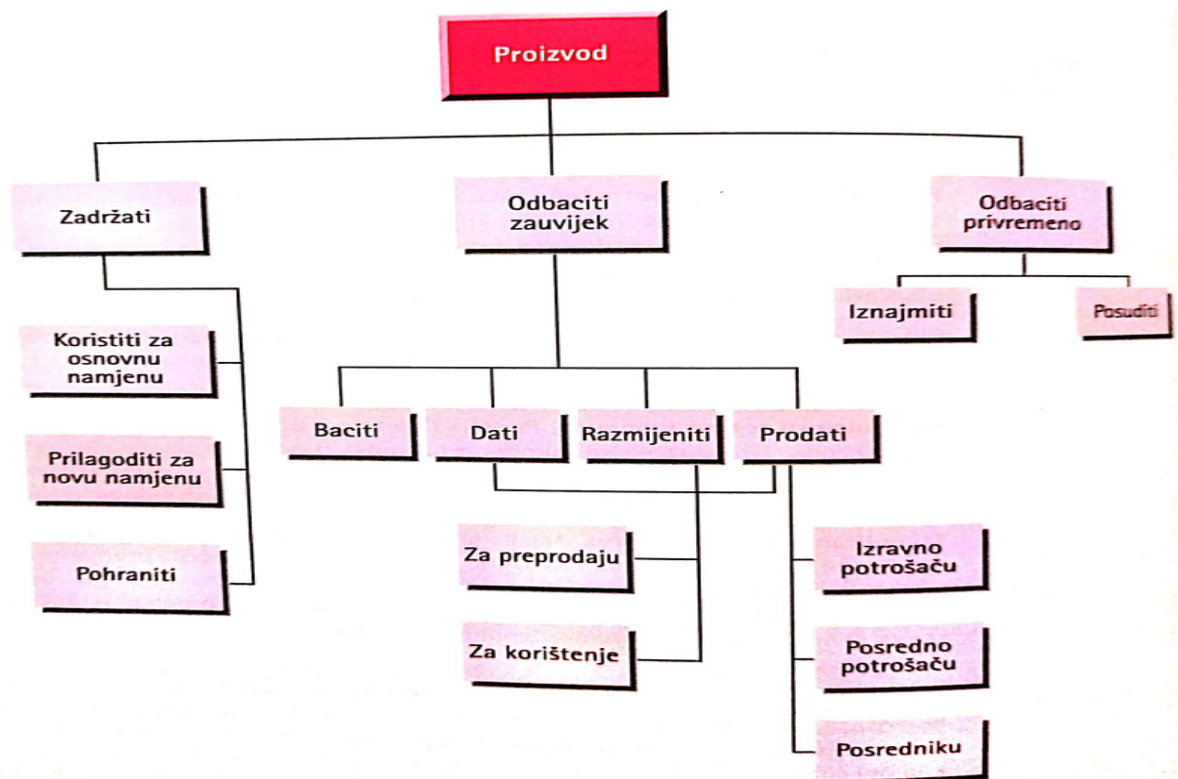 Proizvod
Zadržati
Odbaciti
zauvijek
Odbaciti
privremeno
Koristiti za
osnovnu
namjenu
Prilagoditi za
novu namjenu
Pohraniti
Iznajmiti
Posuditi
Baciti
Dati
Razmijeniti
Prodati
Za preprodaju
Za korištenje
Izravno
potrošaču
Posredno
potrošaču
Posredniku